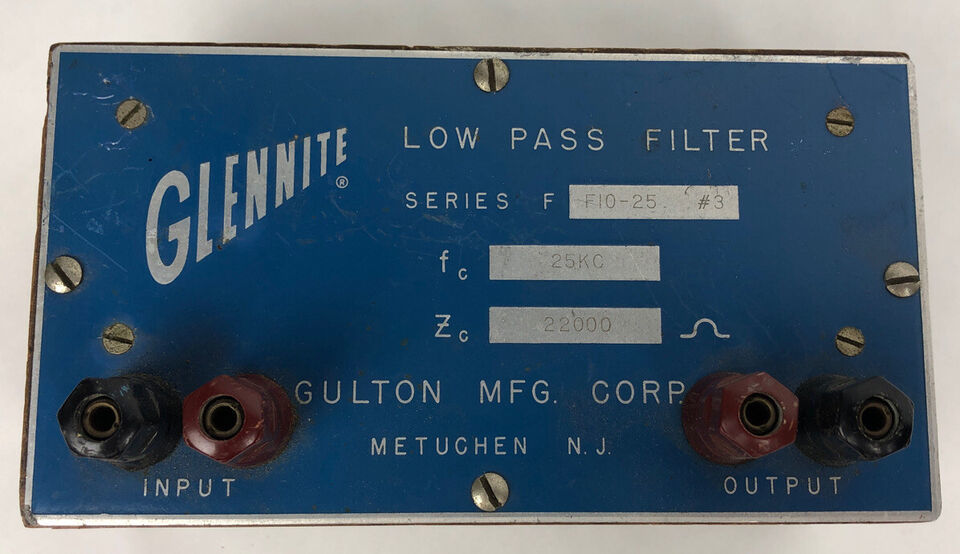 GLENNITE ®
LOW PASS FILTER
SERIES F F10-25. #3
fc 25KC
Zc 22000 Ω
GULTON MFG. CORP
METUCHEN N.J.
INPUT
OUTPUT